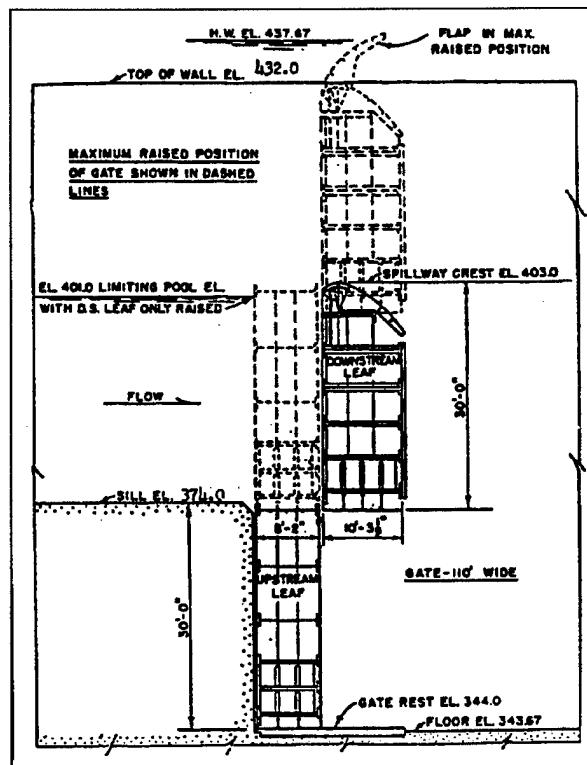 H.W. EL. 437.67
FLAP IN MAX.
RAISED POSITION
TOP OF WALL EL. 432.0
MAXIMUM RAISED POSITION
OF GATE SHOWN IN DASHED
LINES
EL. 401.0 LIMITING POOL EL.
WITH D.S. LEAF ONLY RAISED
SPILLWAY CREST EL. 403.0
DOWNSTREAM
LEAF
30'-0"
FLOW
SILL EL. 374.0
8'-2"
10'-3½"
UPSTREAM
LEAF
GATE-110' WIDE
30'-0"
GATE REST EL. 344.0
FLOOR EL. 343.67